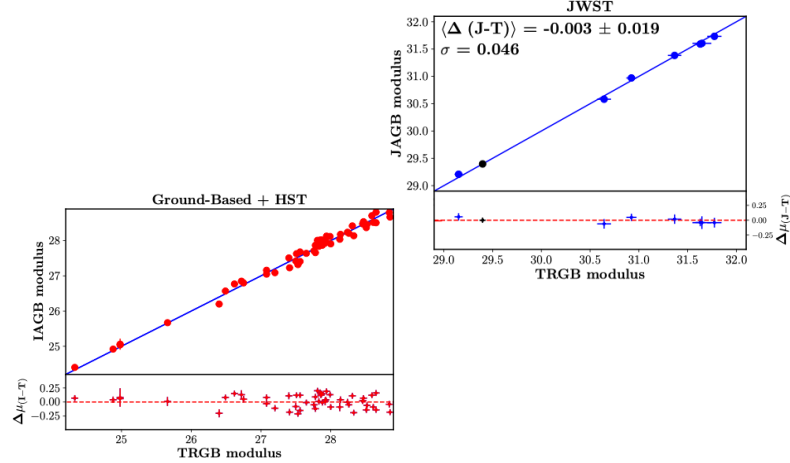 JWST
⟨Δ (J-T)⟩ = -0.003 ± 0.019
σ = 0.046
JAGB modulus
32.0
31.5
31.0
30.5
30.0
29.5
29.0
0.25
0.00
−0.25
Δμ(J−T)
29.0 29.5 30.0 30.5 31.0 31.5 32.0
TRGB modulus
Ground-Based + HST
IAGB modulus
28
27
26
25
0.25
0.00
−0.25
Δμ(I−T)
25 26 27 28
TRGB modulus